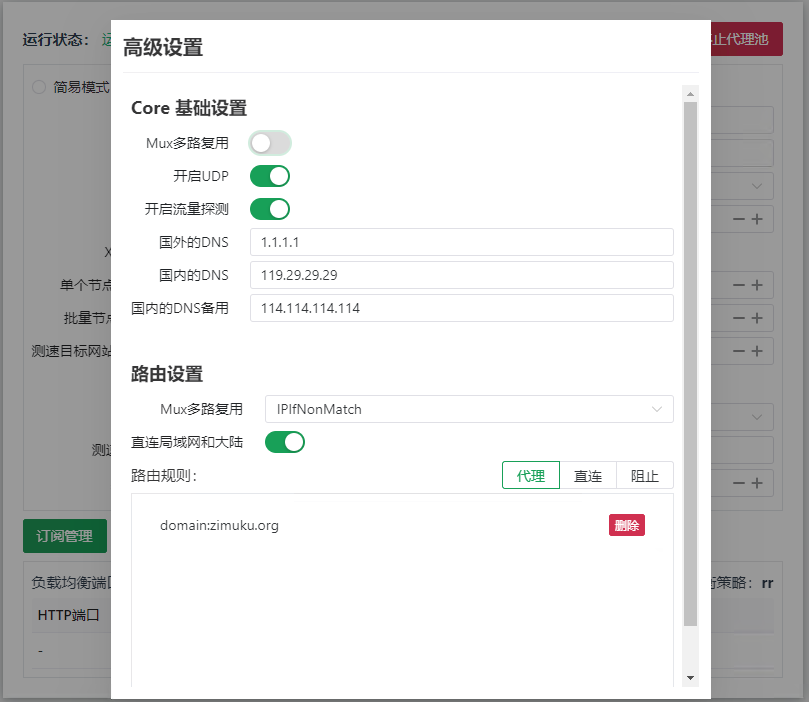 运行状态：
高级设置
止代理池
简易模式
Core 基础设置
Mux多路复用
开启UDP
开启流量探测
国外的DNS 1.1.1.1
国内的DNS 119.29.29.29
单个节点
国内的DNS备用 114.114.114.114
批量节点
测速目标网站
路由设置
Mux多路复用 IPIfNonMatch
直连局域网和大陆
路由规则： 代理 直连 阻止
domain:zimuku.org 删除
订阅管理
负载均衡端口 衡策略：rr
HTTP端口
-